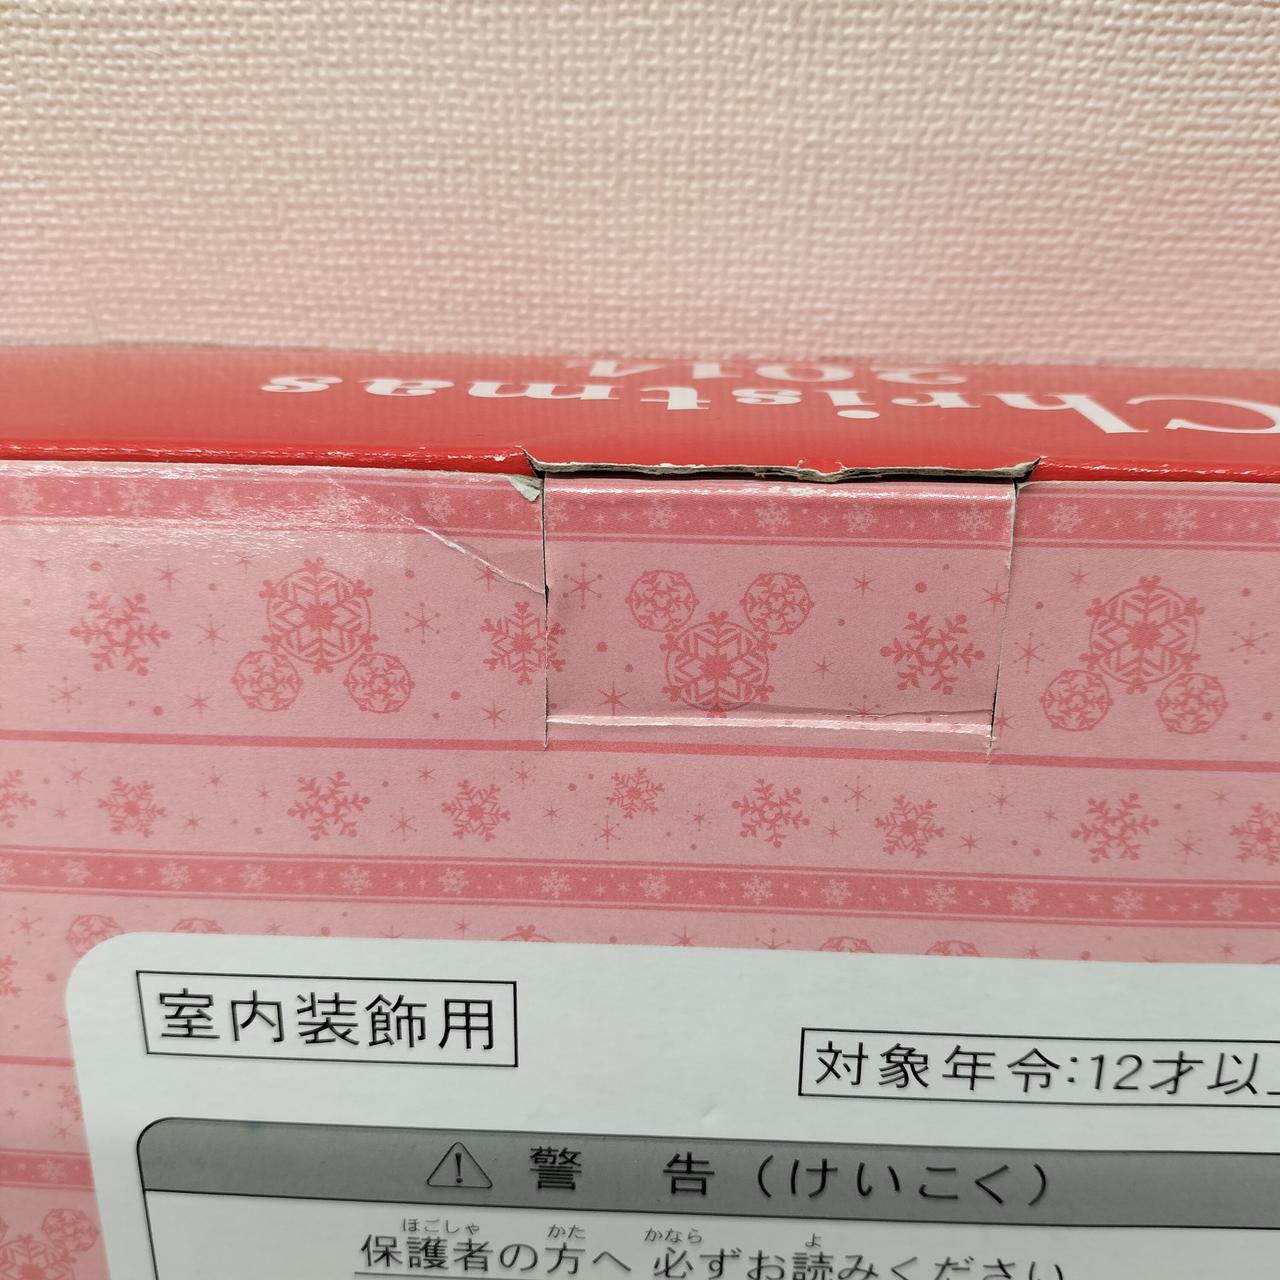 Christmas
2014
室内装飾用
対象年令:12才以上
警 告（けいこく）
ほごしゃ かた かなら よ
保護者の方へ 必ずお読みください